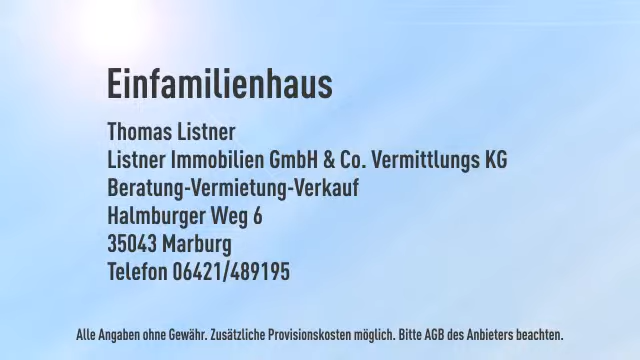 Einfamilienhaus
Thomas Listner
Listner Immobilien GmbH & Co. Vermittlungs KG
Beratung-Vermietung-Verkauf
Halmburger Weg 6
35043 Marburg
Telefon 06421/489195
Alle Angaben ohne Gewähr. Zusätzliche Provisionskosten möglich. Bitte AGB des Anbieters beachten.